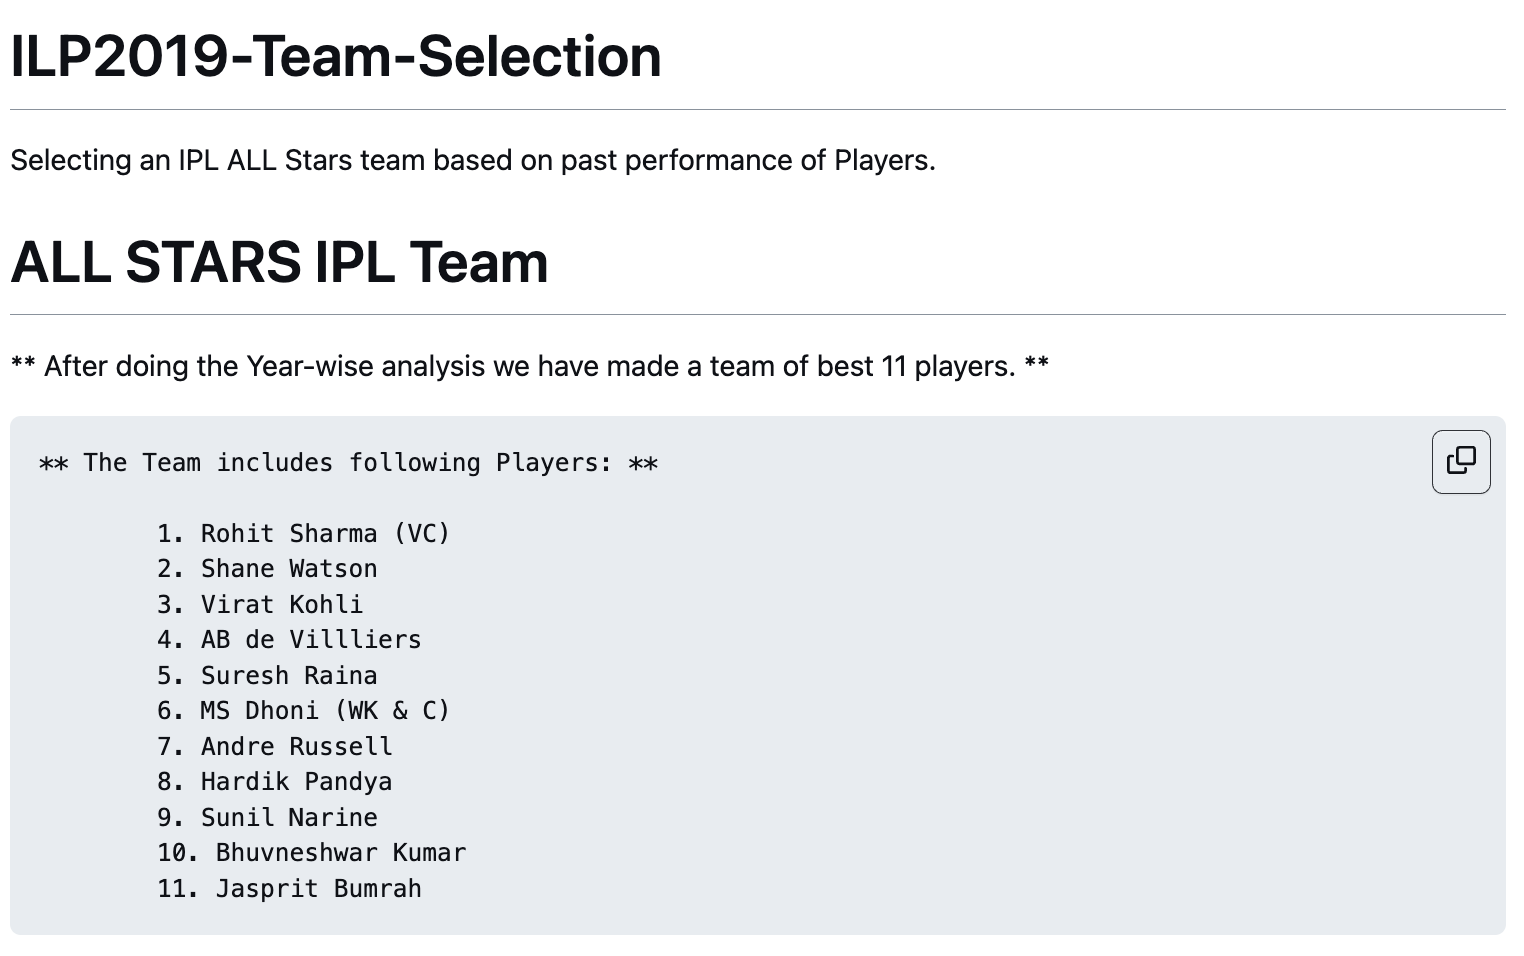 ILP2019-Team-Selection
Selecting an IPL ALL Stars team based on past performance of Players.
ALL STARS IPL Team
** After doing the Year-wise analysis we have made a team of best 11 players. **
** The Team includes following Players: **
1. Rohit Sharma (VC)
2. Shane Watson
3. Virat Kohli
4. AB de Villliers
5. Suresh Raina
6. MS Dhoni (WK & C)
7. Andre Russell
8. Hardik Pandya
9. Sunil Narine
10. Bhuvneshwar Kumar
11. Jasprit Bumrah